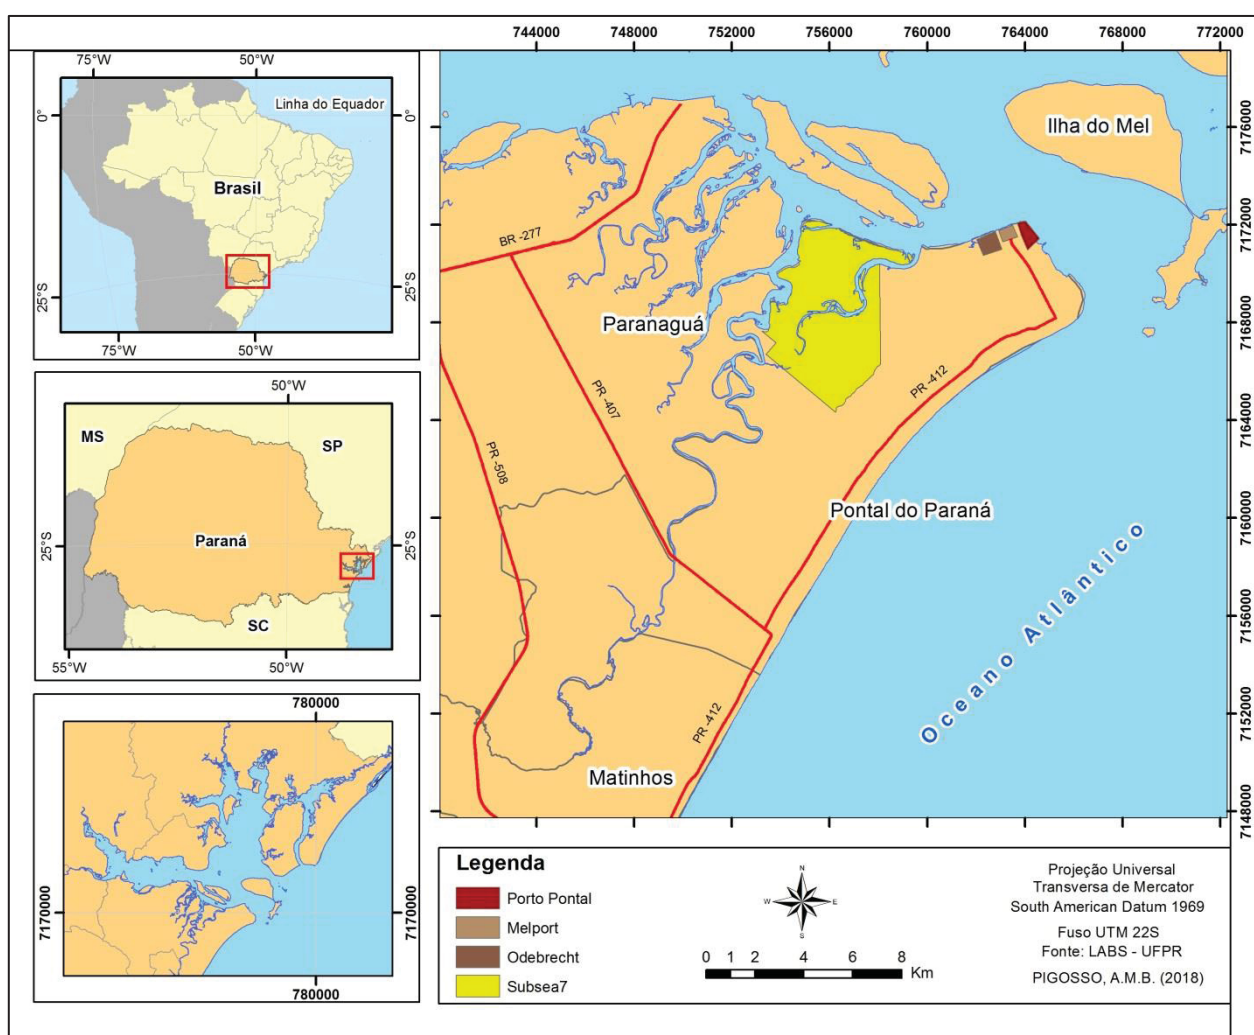 75°W
50°W
Linha do Equador
0°
0°
Brasil
25°S
25°S
75°W
50°W
50°W
MS
SP
Paraná
25°S
25°S
SC
55°W
50°W
780000
7170000
7170000
780000
744000
748000
752000
756000
760000
764000
768000
772000
7176000
7172000
7168000
7164000
7160000
7156000
7152000
7148000
Ilha do Mel
BR -277
Paranaguá
PR -407
PR -412
PR -508
Pontal do Paraná
Oceano Atlântico
PR -412
Matinhos
Legenda
Porto Pontal
Melport
Odebrecht
Subsea7
N
W
E
S
0 1 2 4 6 8
Km
Projeção Universal
Transversa de Mercator
South American Datum 1969
Fuso UTM 22S
Fonte: LABS - UFPR
PIGOSSO, A.M.B. (2018)